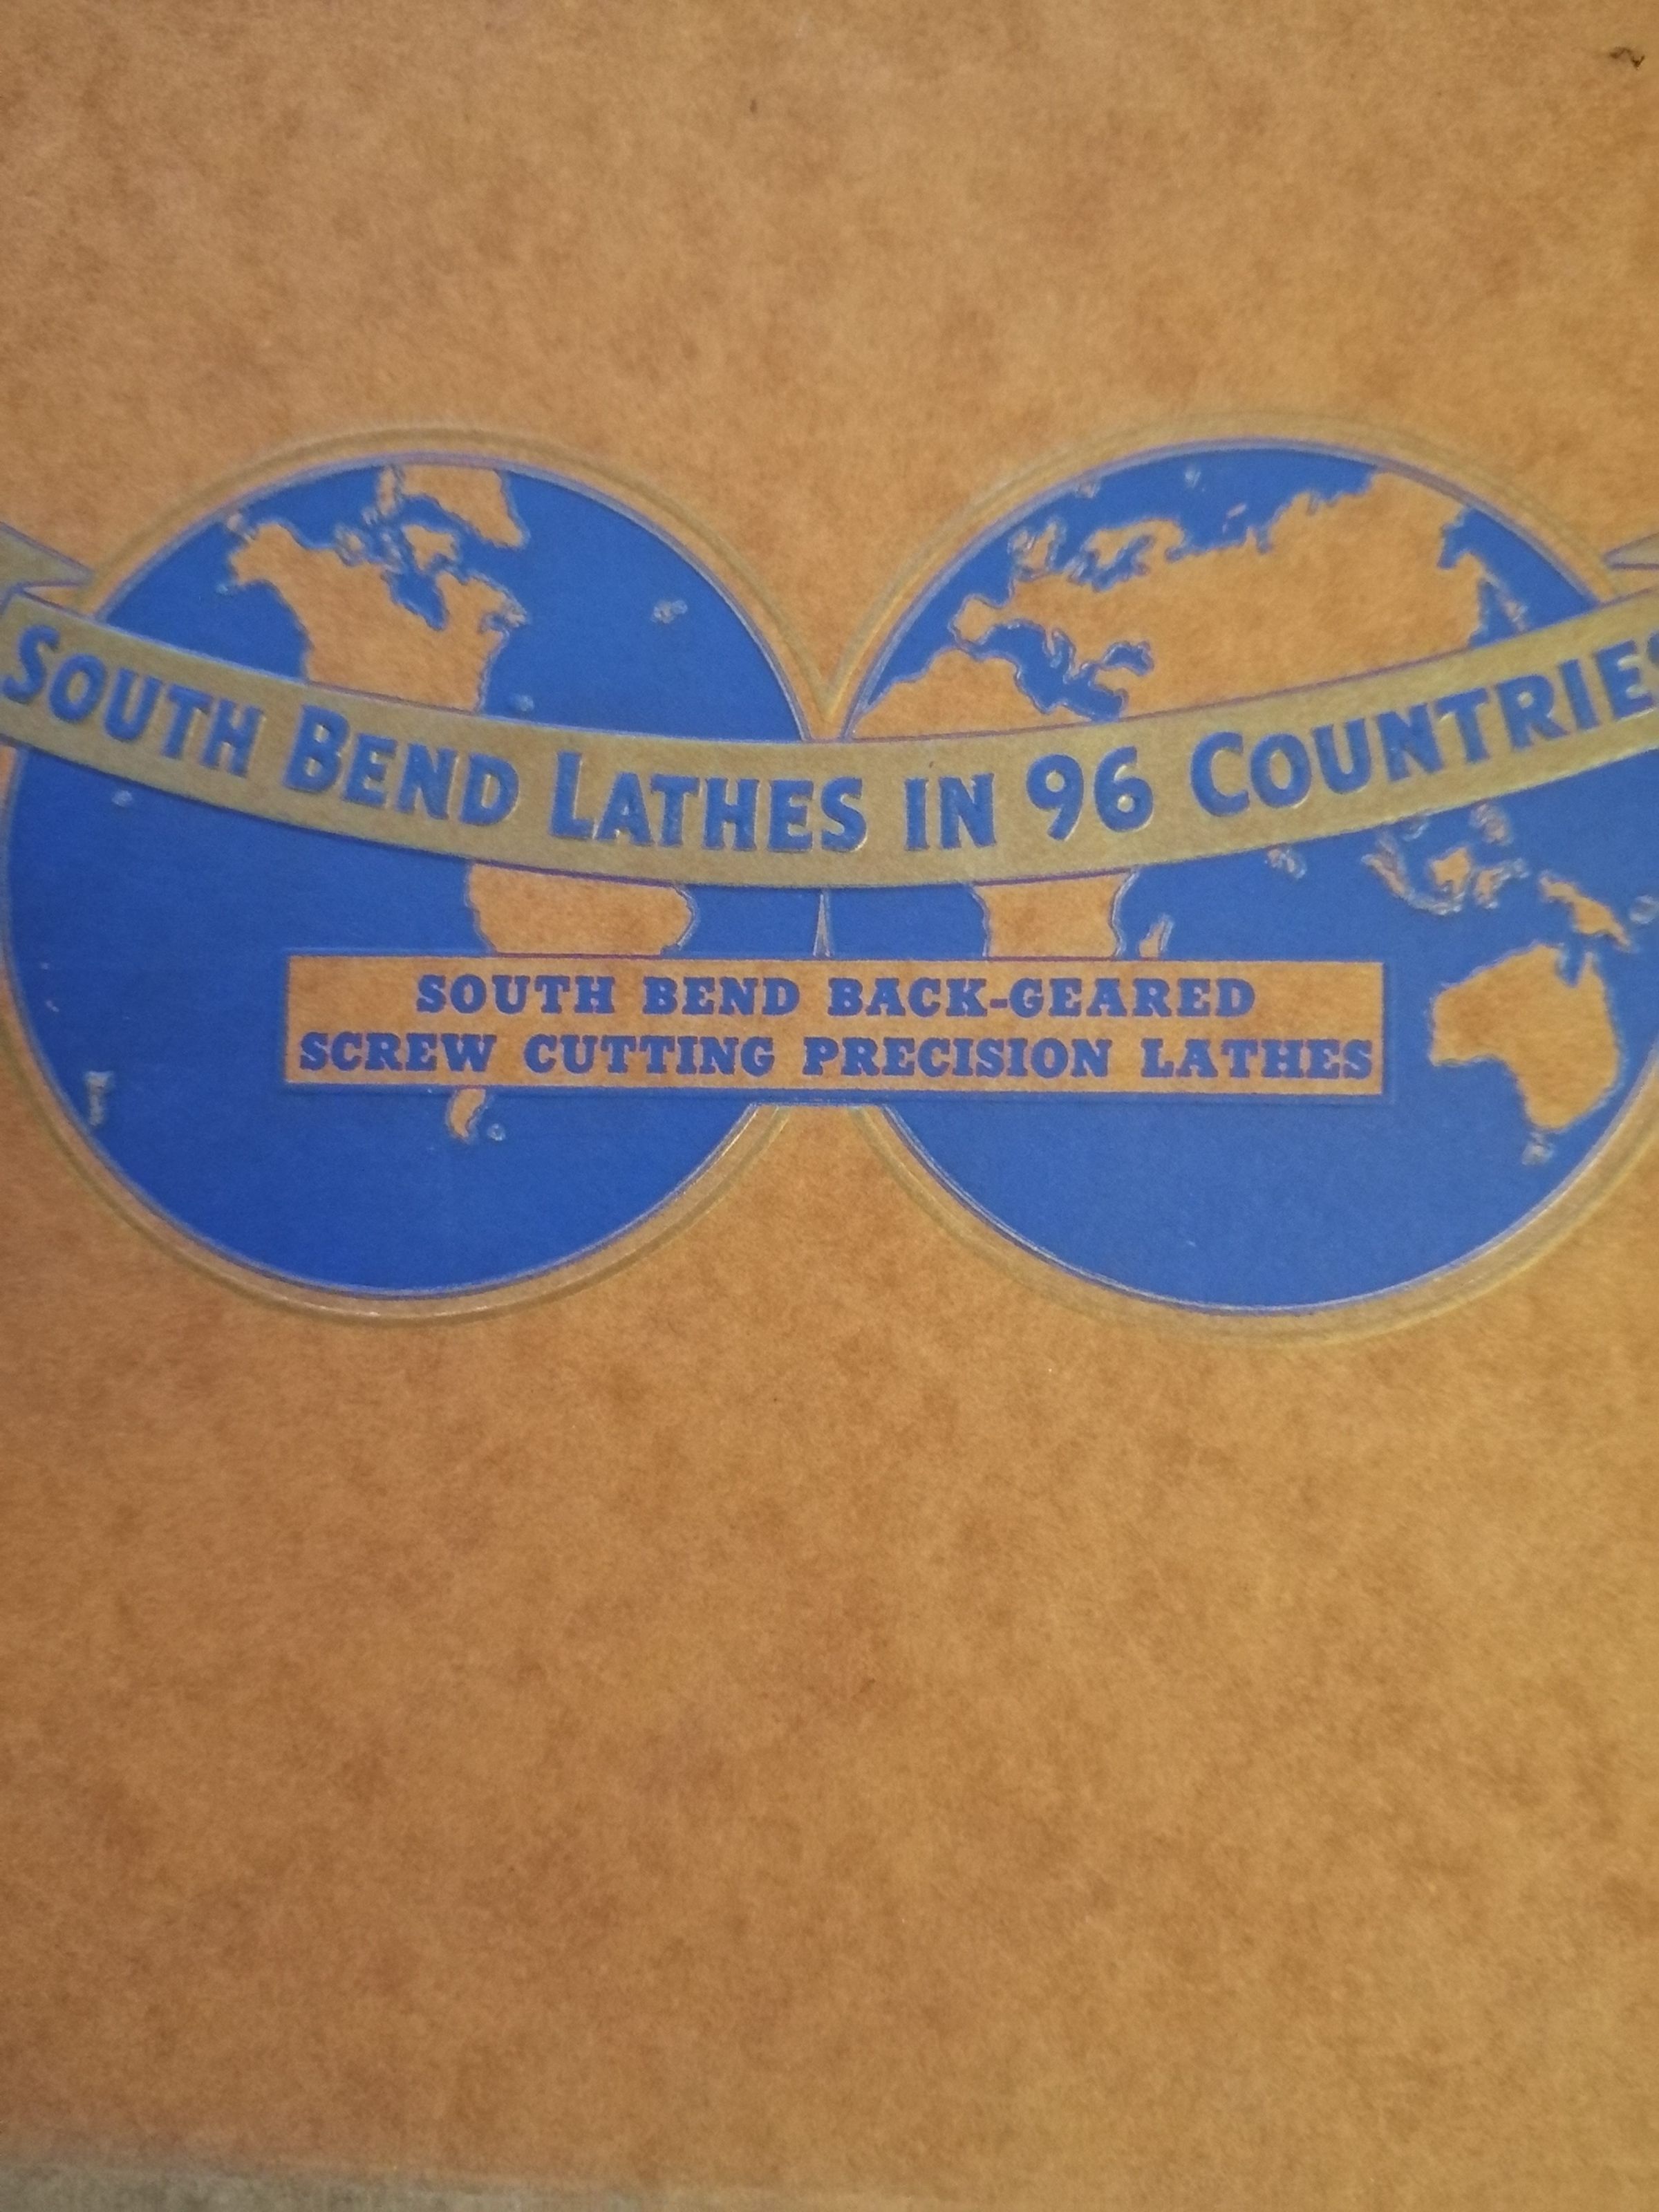 SOUTH BEND LATHES IN 96 COUNTRIES
SOUTH BEND BACK-GEARED
SCREW CUTTING PRECISION LATHES